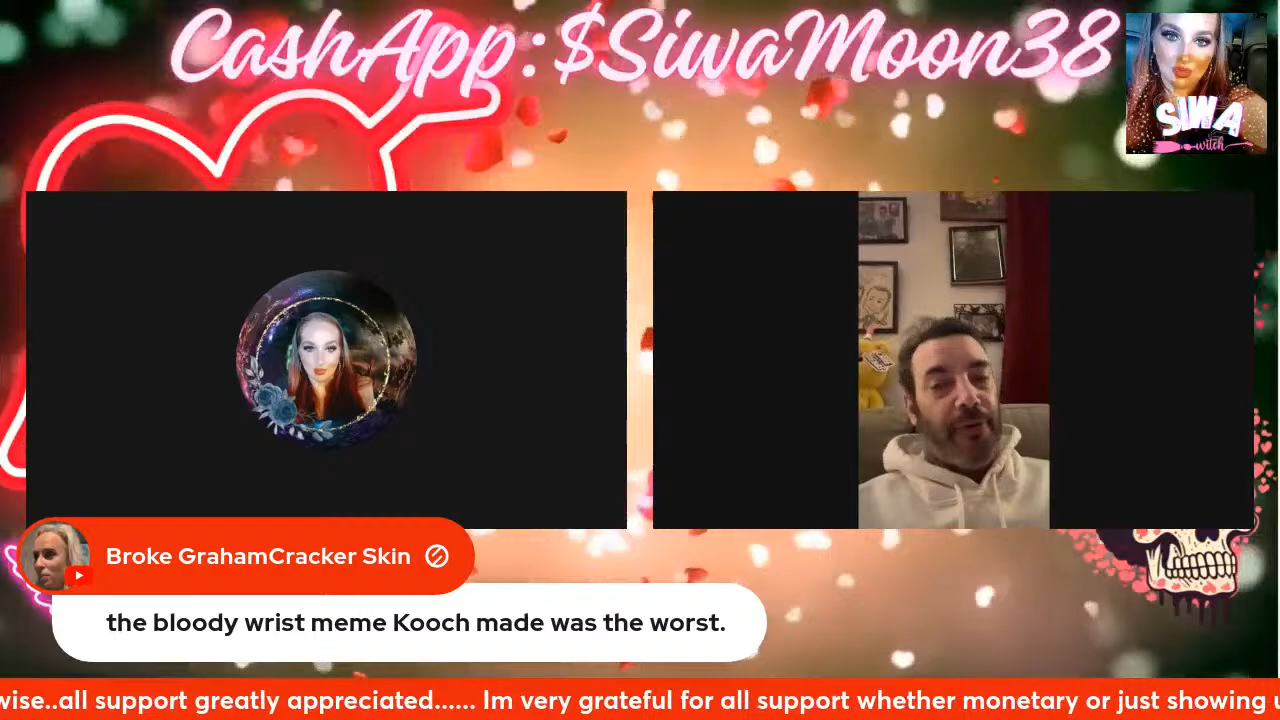 CashApp:$SiwaMoon38
SIWA
witch
Broke GrahamCracker Skin
the bloody wrist meme Kooch made was the worst.
wise..all support greatly appreciated...... Im very grateful for all support whether monetary or just showing u